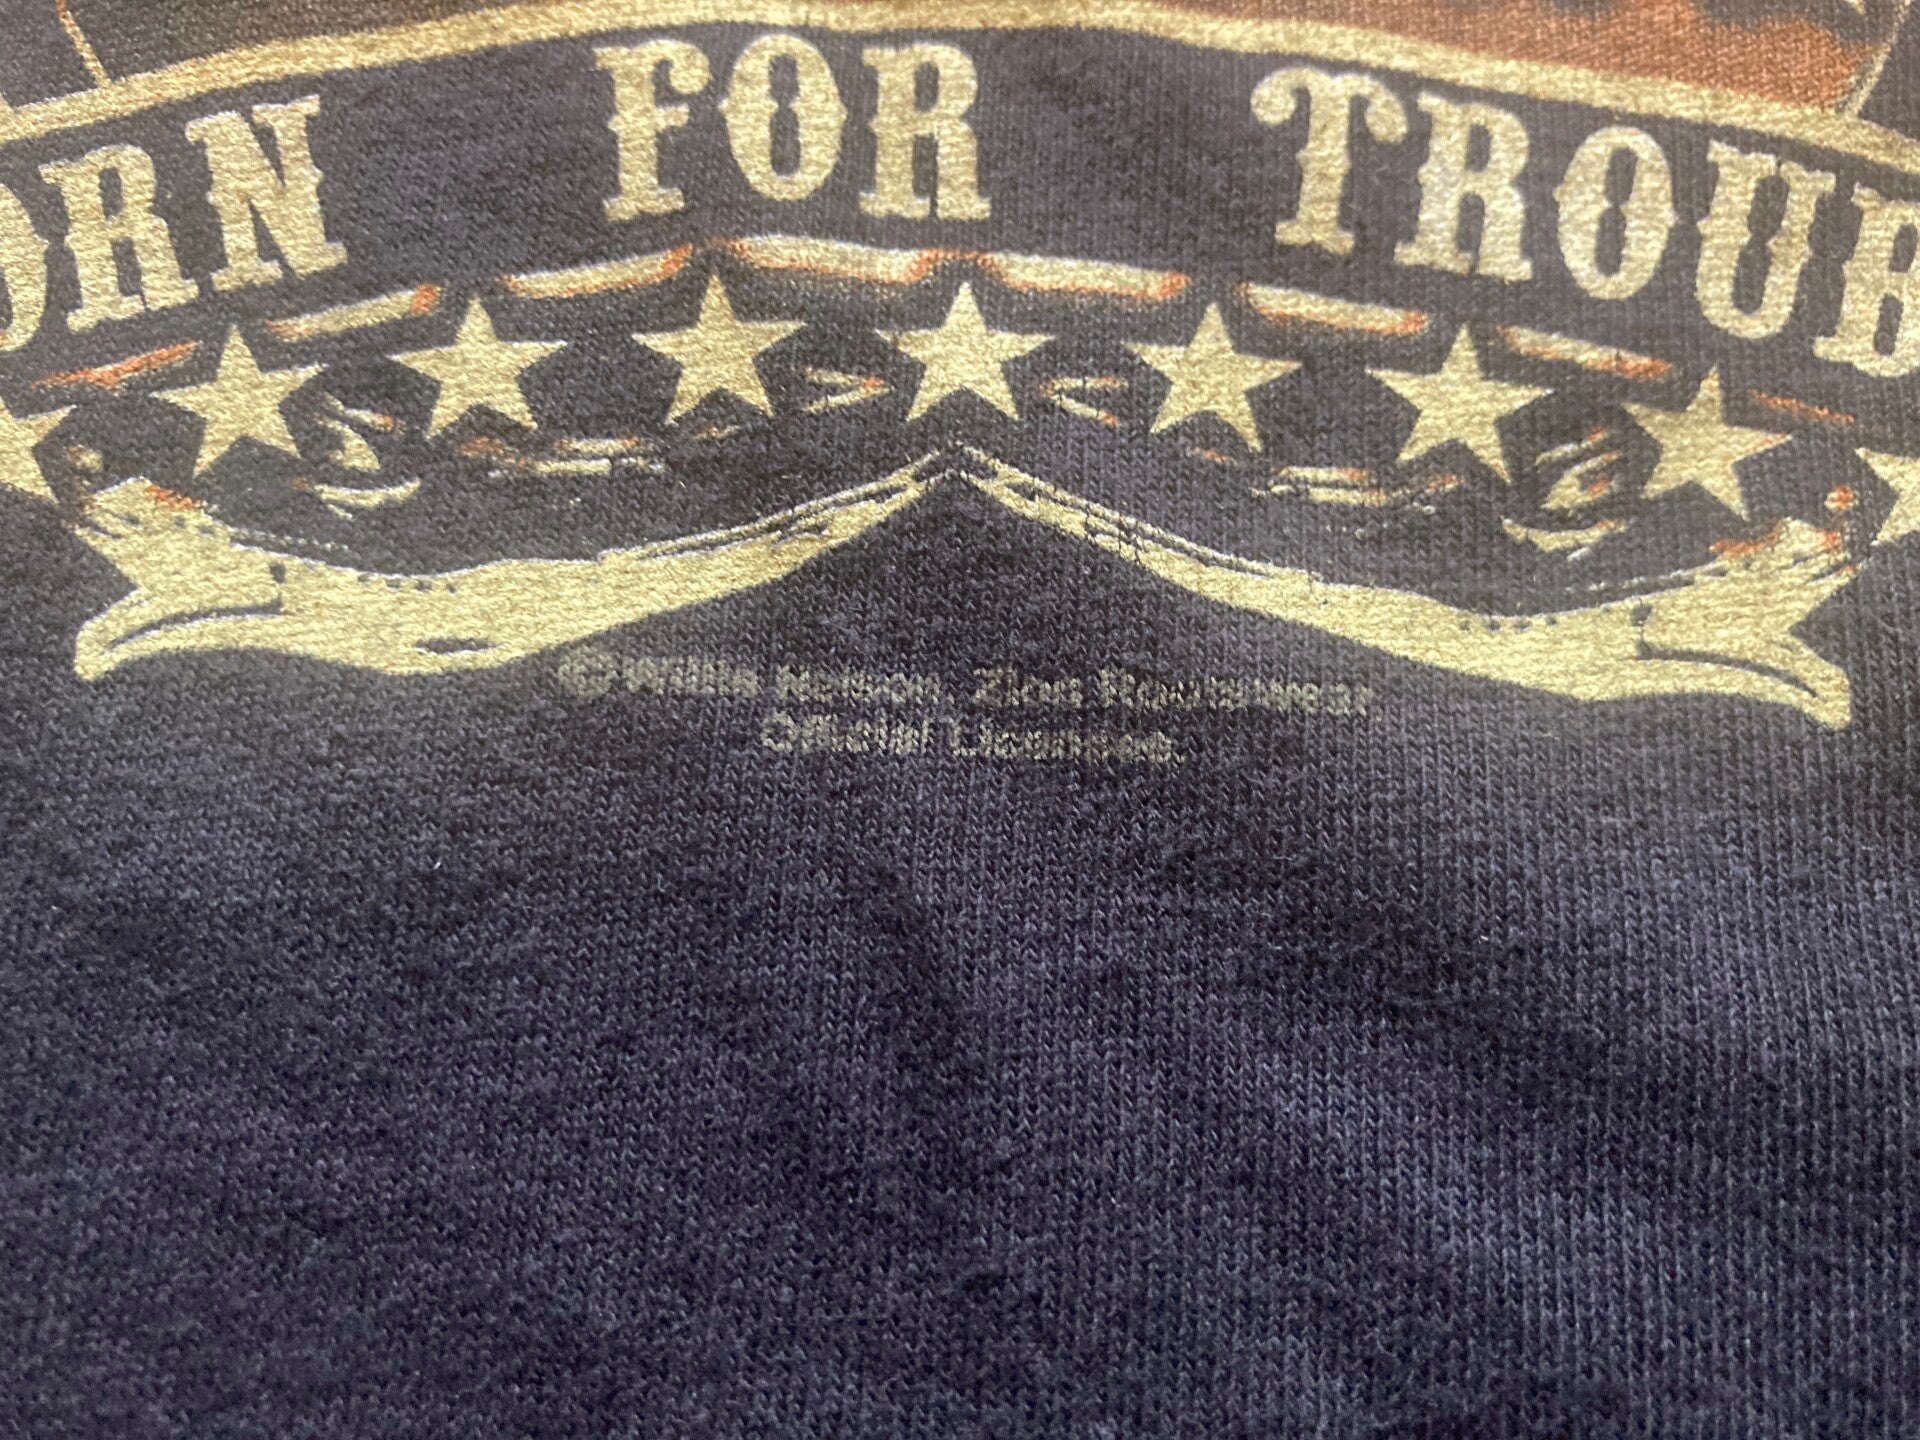 ORN FOR TROUB
© Willie Nelson, Zion Rootswear
Official Licensee.